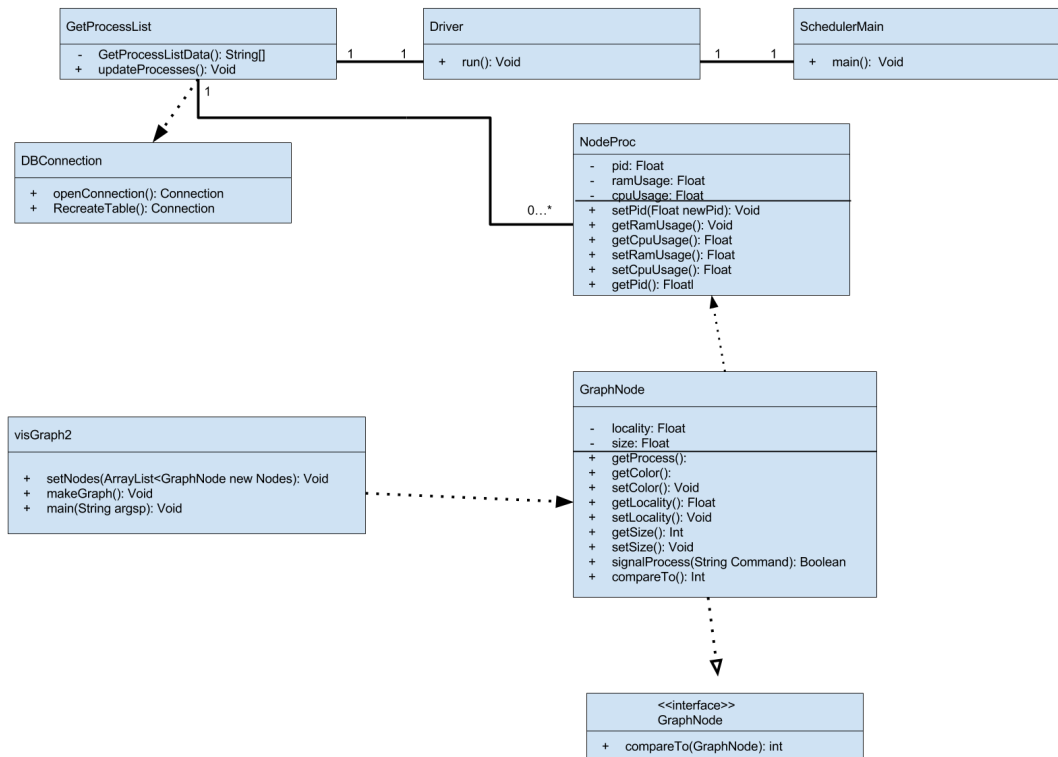 GetProcessList
- GetProcessListData(): String[]
+ updateProcesses(): Void
1
1
Driver
+ run(): Void
1
1
SchedulerMain
+ main(): Void
1
DBConnection
+ openConnection(): Connection
+ RecreateTable(): Connection
0...*
NodeProc
- pid: Float
- ramUsage: Float
- cpuUsage: Float
+ setPid(Float newPid): Void
+ getRamUsage(): Void
+ getCpuUsage(): Float
+ setRamUsage(): Float
+ setCpuUsage(): Float
+ getPid(): Floatl
visGraph2
+ setNodes(ArrayList<GraphNode new Nodes): Void
+ makeGraph(): Void
+ main(String argsp): Void
GraphNode
- locality: Float
- size: Float
+ getProcess():
+ getColor():
+ setColor(): Void
+ getLocality(): Float
+ setLocality(): Void
+ getSize(): Int
+ setSize(): Void
+ signalProcess(String Command): Boolean
+ compareTo(): Int
<<interface>>
GraphNode
+ compareTo(GraphNode): int